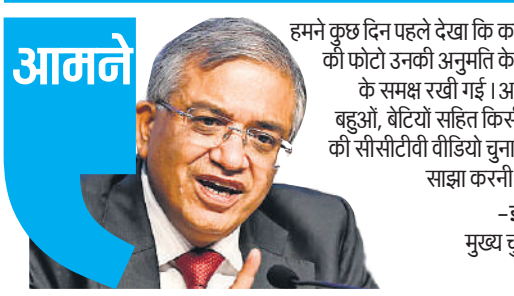 आमने
हमने कुछ दिन पहले देखा कि क
की फोटो उनकी अनुमति के
के समक्ष रखी गई । अ
बहुओं, बेटियों सहित किसी
की सीसीटीवी वीडियो चुना
साझा करनी
मुख्य चु